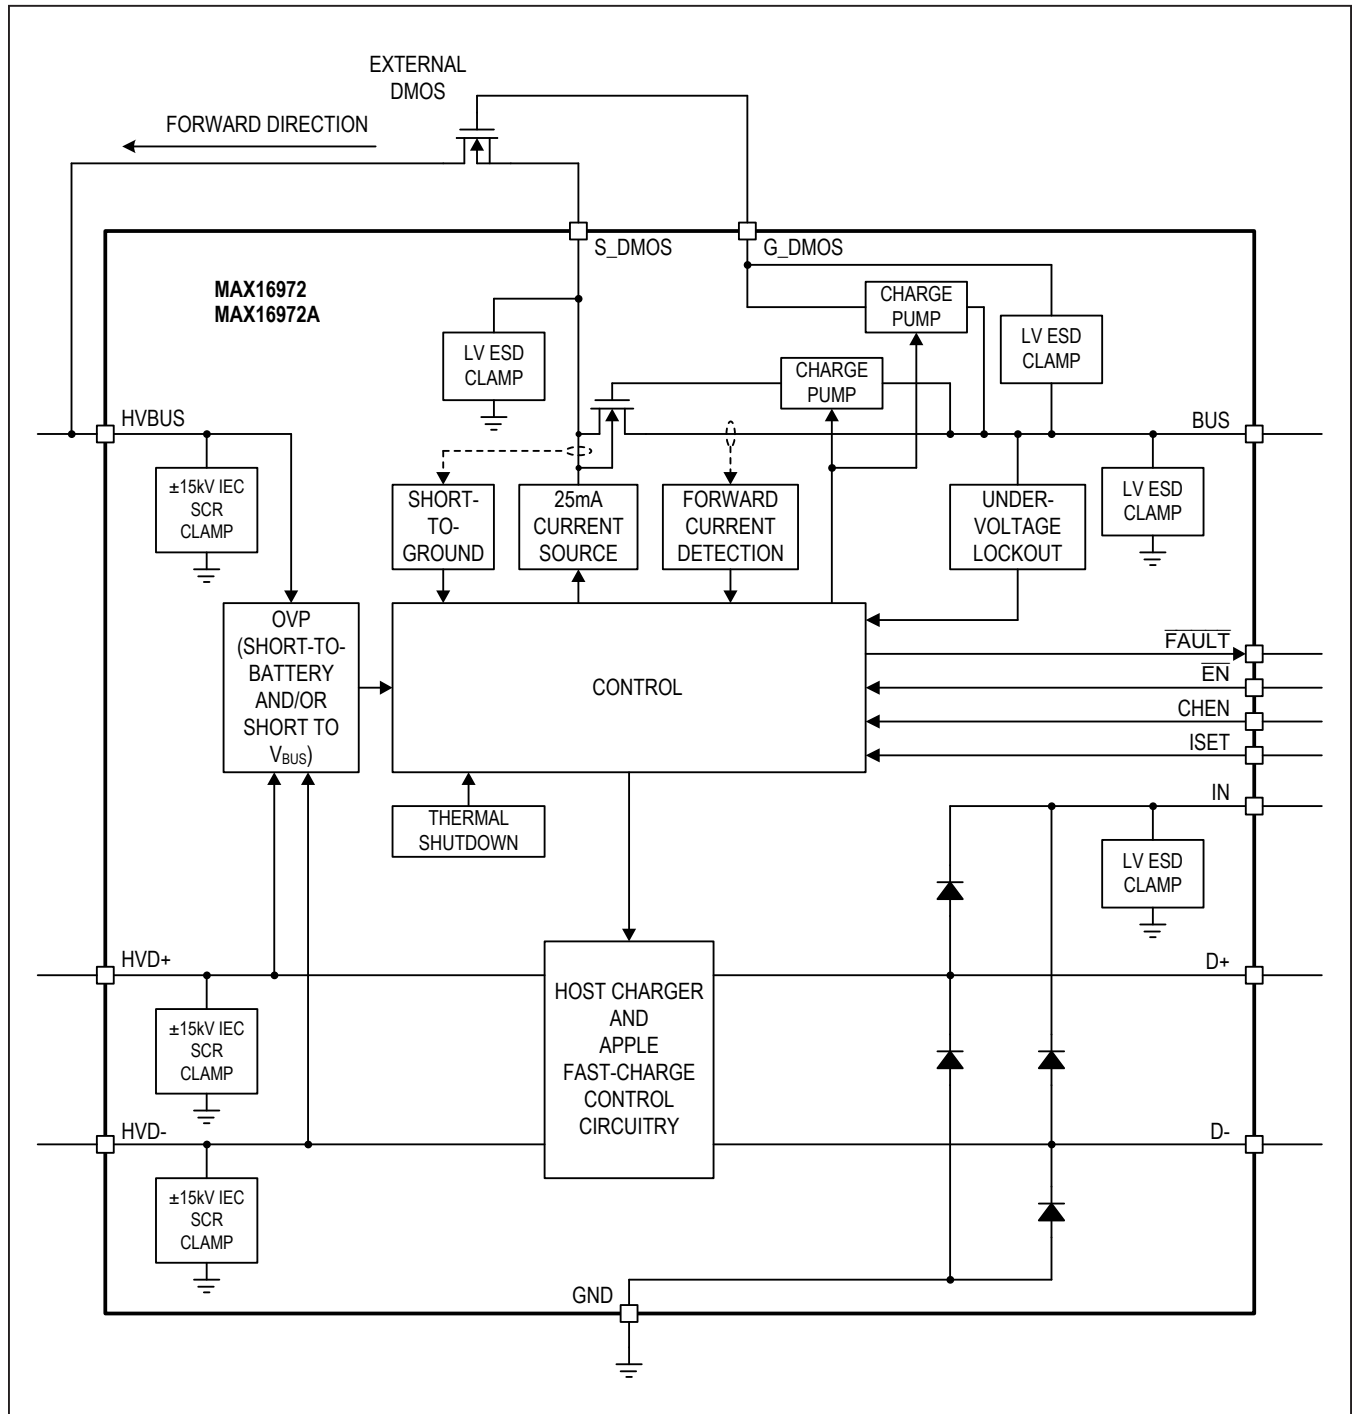 EXTERNAL
DMOS
FORWARD DIRECTION
S_DMOS
G_DMOS
MAX16972
MAX16972A
CHARGE
PUMP
LV ESD
CLAMP
LV ESD
CLAMP
CHARGE
PUMP
HVBUS
BUS
±15kV IEC
SCR
CLAMP
SHORT-
TO-
GROUND
25mA
CURRENT
SOURCE
FORWARD
CURRENT
DETECTION
UNDER-
VOLTAGE
LOCKOUT
LV ESD
CLAMP
OVP
(SHORT-TO-
BATTERY
AND/OR
SHORT TO
VBUS)
CONTROL
FAULT
EN
CHEN
ISET
THERMAL
SHUTDOWN
IN
LV ESD
CLAMP
HVD+
D+
±15kV IEC
SCR
CLAMP
HOST CHARGER
AND
APPLE
FAST-CHARGE
CONTROL
CIRCUITRY
HVD-
D-
±15kV IEC
SCR
CLAMP
GND